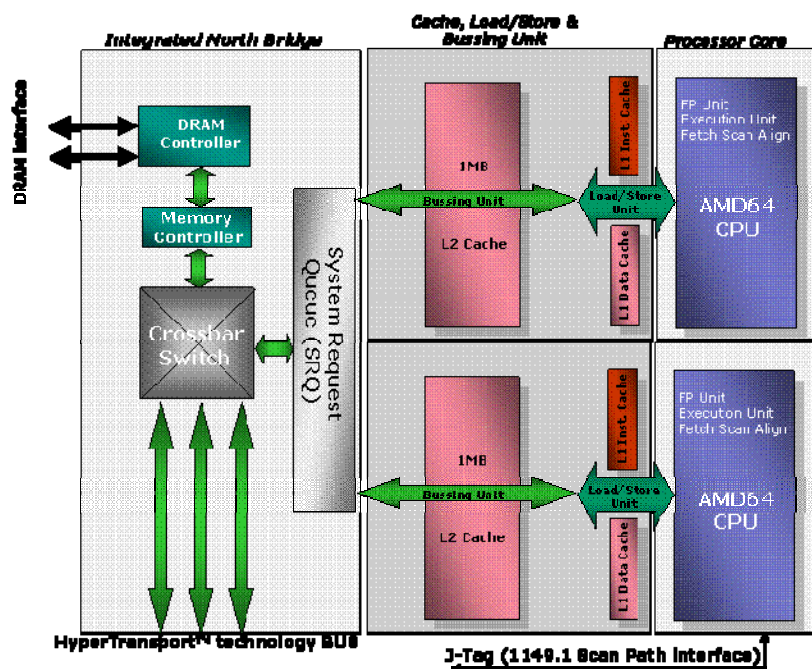 Integrated North Bridge
Cache, Load/Store &
Bussing Unit
Processor Core
DRAM Interface
DRAM
Controller
Memory
Controller
Crossbar
Switch
System Request
Queue (SRQ)
1MB
Bussing Unit
L2 Cache
L1 Inst. Cache
Load/Store
Unit
L1 Data Cache
FP Unit
Execution Unit
Fetch Scan Align
AMD64
CPU
1MB
Bussing Unit
L2 Cache
L1 Inst. Cache
Load/Store
Unit
L1 Data Cache
FP Unit
Execution Unit
Fetch Scan Align
AMD64
CPU
HyperTransport™ technology BUS
J-Tag (1149.1 Scan Path interface)